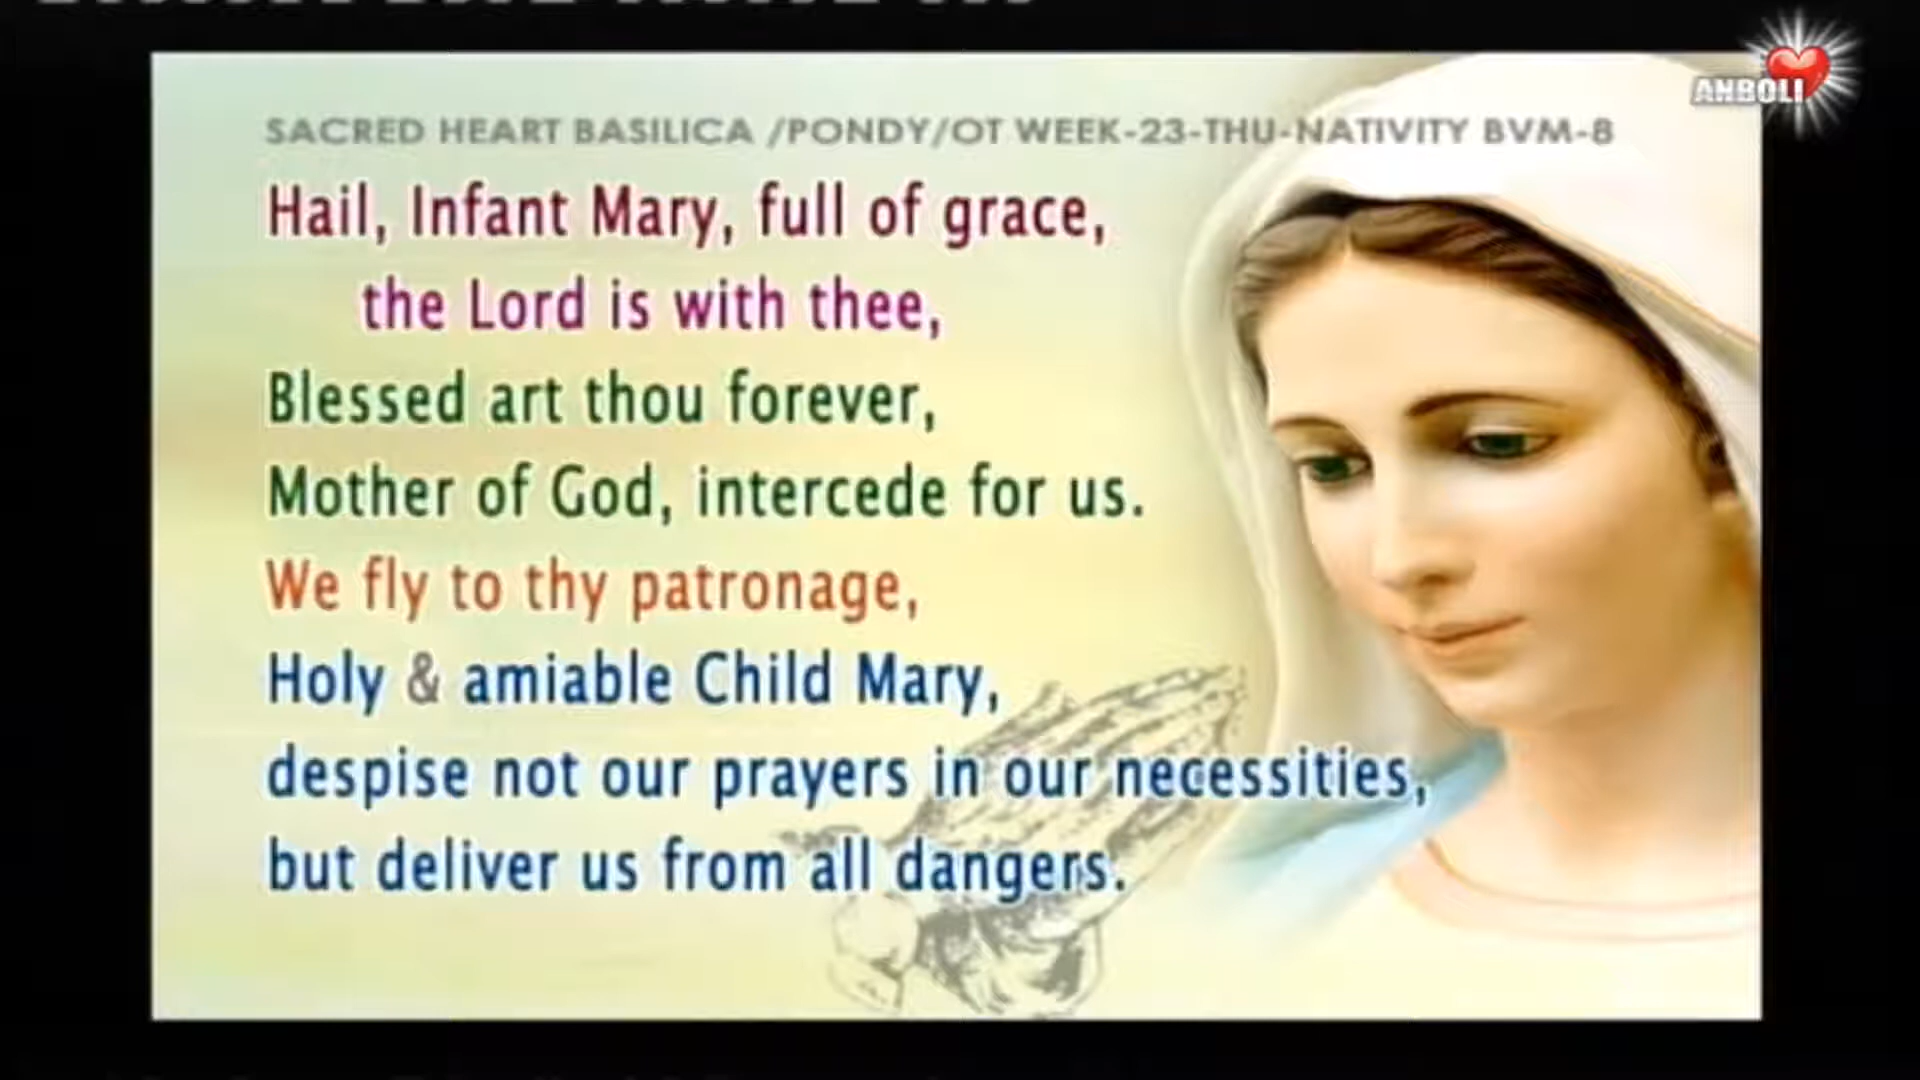 ANBOLI
SACRED HEART BASILICA /PONDY/OT WEEK-23-THU-NATIVITY BVM-8
Hail, Infant Mary, full of grace,
the Lord is with thee,
Blessed art thou forever,
Mother of God, intercede for us.
We fly to thy patronage,
Holy & amiable Child Mary,
despise not our prayers in our necessities,
but deliver us from all dangers.